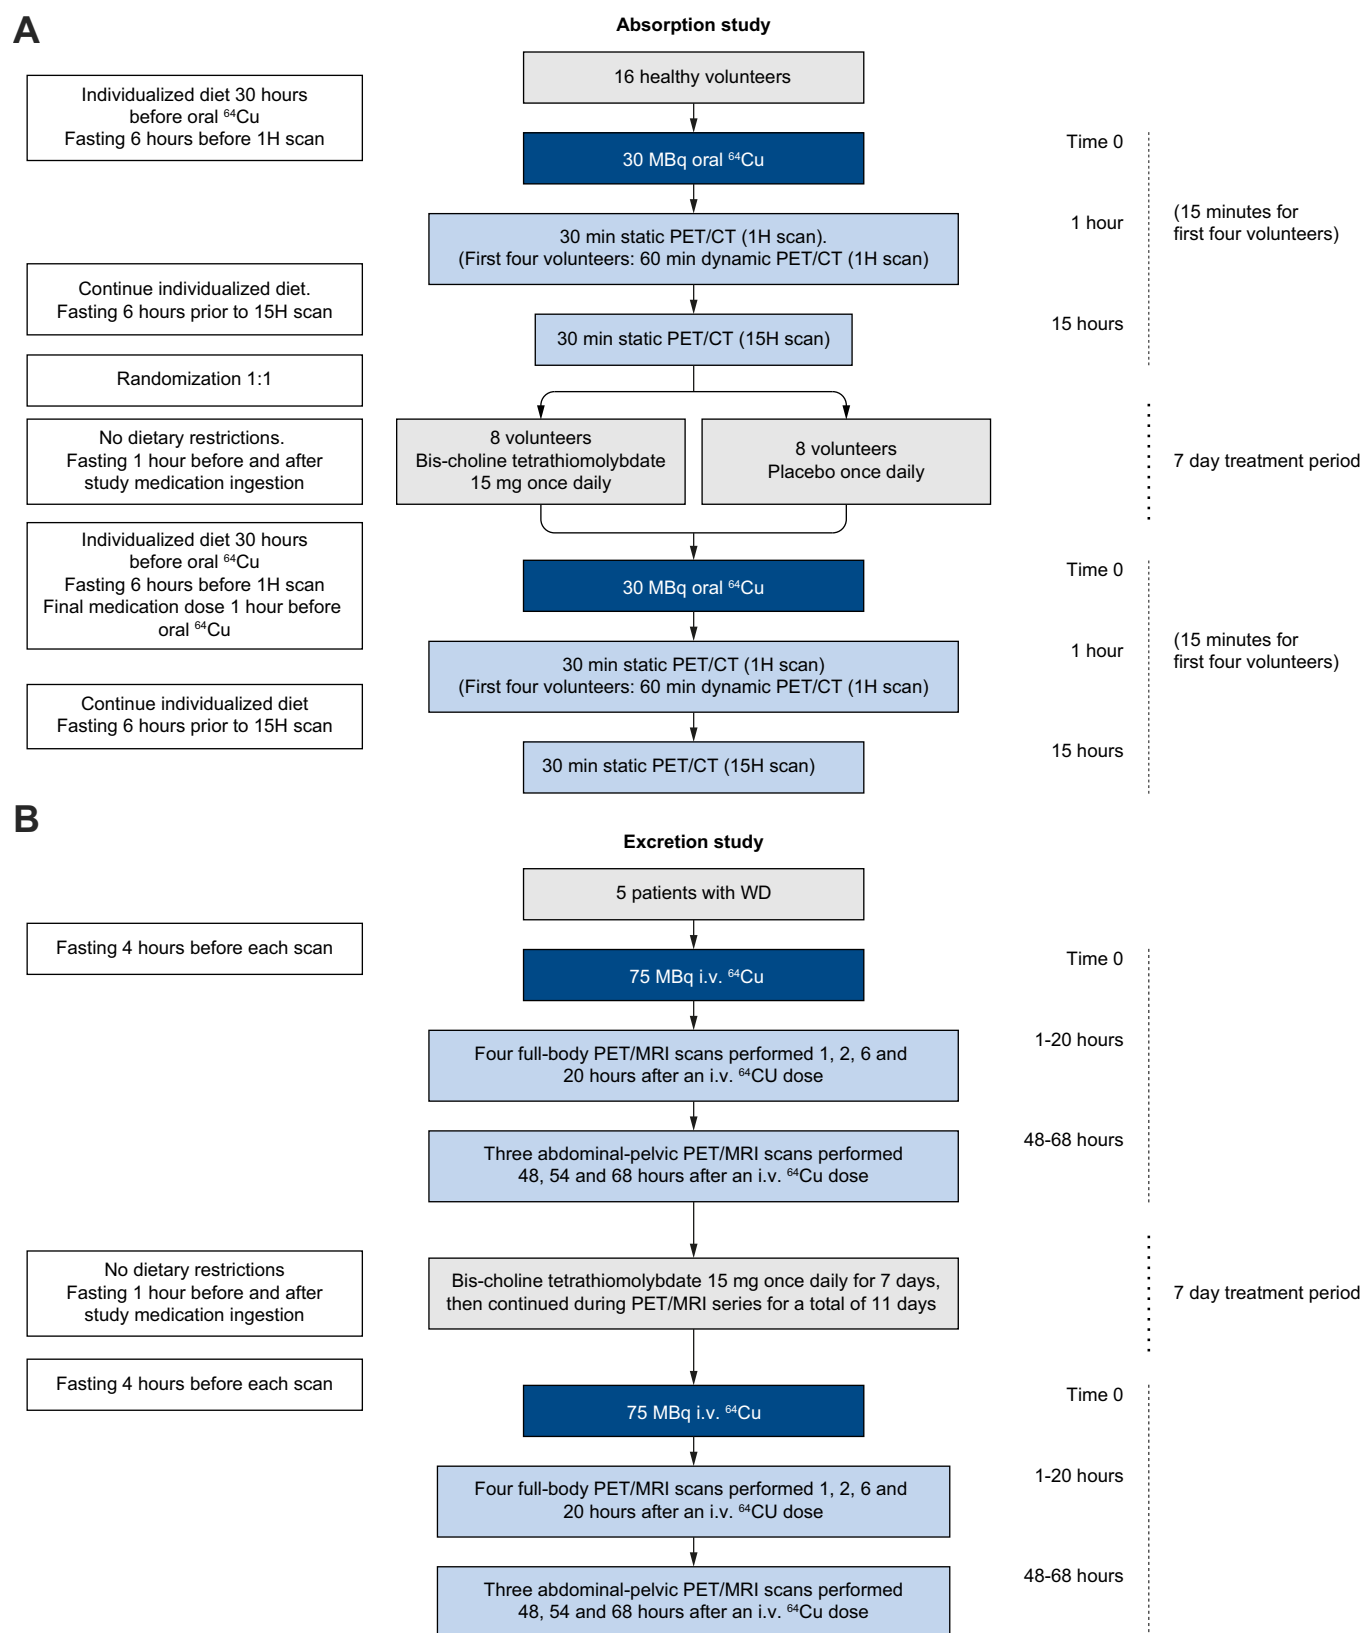 A
Absorption study
16 healthy volunteers
Individualized diet 30 hours
before oral ⁶⁴Cu
Fasting 6 hours before 1H scan
30 MBq oral ⁶⁴Cu
Time 0
30 min static PET/CT (1H scan).
(First four volunteers: 60 min dynamic PET/CT (1H scan)
1 hour
(15 minutes for
first four volunteers)
Continue individualized diet.
Fasting 6 hours prior to 15H scan
30 min static PET/CT (15H scan)
15 hours
Randomization 1:1
No dietary restrictions.
Fasting 1 hour before and after
study medication ingestion
8 volunteers
Bis-choline tetrathiomolybdate
15 mg once daily
8 volunteers
Placebo once daily
7 day treatment period
Individualized diet 30 hours
before oral ⁶⁴Cu
Fasting 6 hours before 1H scan
Final medication dose 1 hour before
oral ⁶⁴Cu
30 MBq oral ⁶⁴Cu
Time 0
30 min static PET/CT (1H scan)
(First four volunteers: 60 min dynamic PET/CT (1H scan)
1 hour
(15 minutes for
first four volunteers)
Continue individualized diet
Fasting 6 hours prior to 15H scan
30 min static PET/CT (15H scan)
15 hours
B
Excretion study
5 patients with WD
Fasting 4 hours before each scan
75 MBq i.v. ⁶⁴Cu
Time 0
Four full-body PET/MRI scans performed 1, 2, 6 and
20 hours after an i.v. ⁶⁴CU dose
1-20 hours
Three abdominal-pelvic PET/MRI scans performed
48, 54 and 68 hours after an i.v. ⁶⁴Cu dose
48-68 hours
No dietary restrictions
Fasting 1 hour before and after
study medication ingestion
Bis-choline tetrathiomolybdate 15 mg once daily for 7 days,
then continued during PET/MRI series for a total of 11 days
7 day treatment period
Fasting 4 hours before each scan
75 MBq i.v. ⁶⁴Cu
Time 0
Four full-body PET/MRI scans performed 1, 2, 6 and
20 hours after an i.v. ⁶⁴CU dose
1-20 hours
Three abdominal-pelvic PET/MRI scans performed
48, 54 and 68 hours after an i.v. ⁶⁴Cu dose
48-68 hours